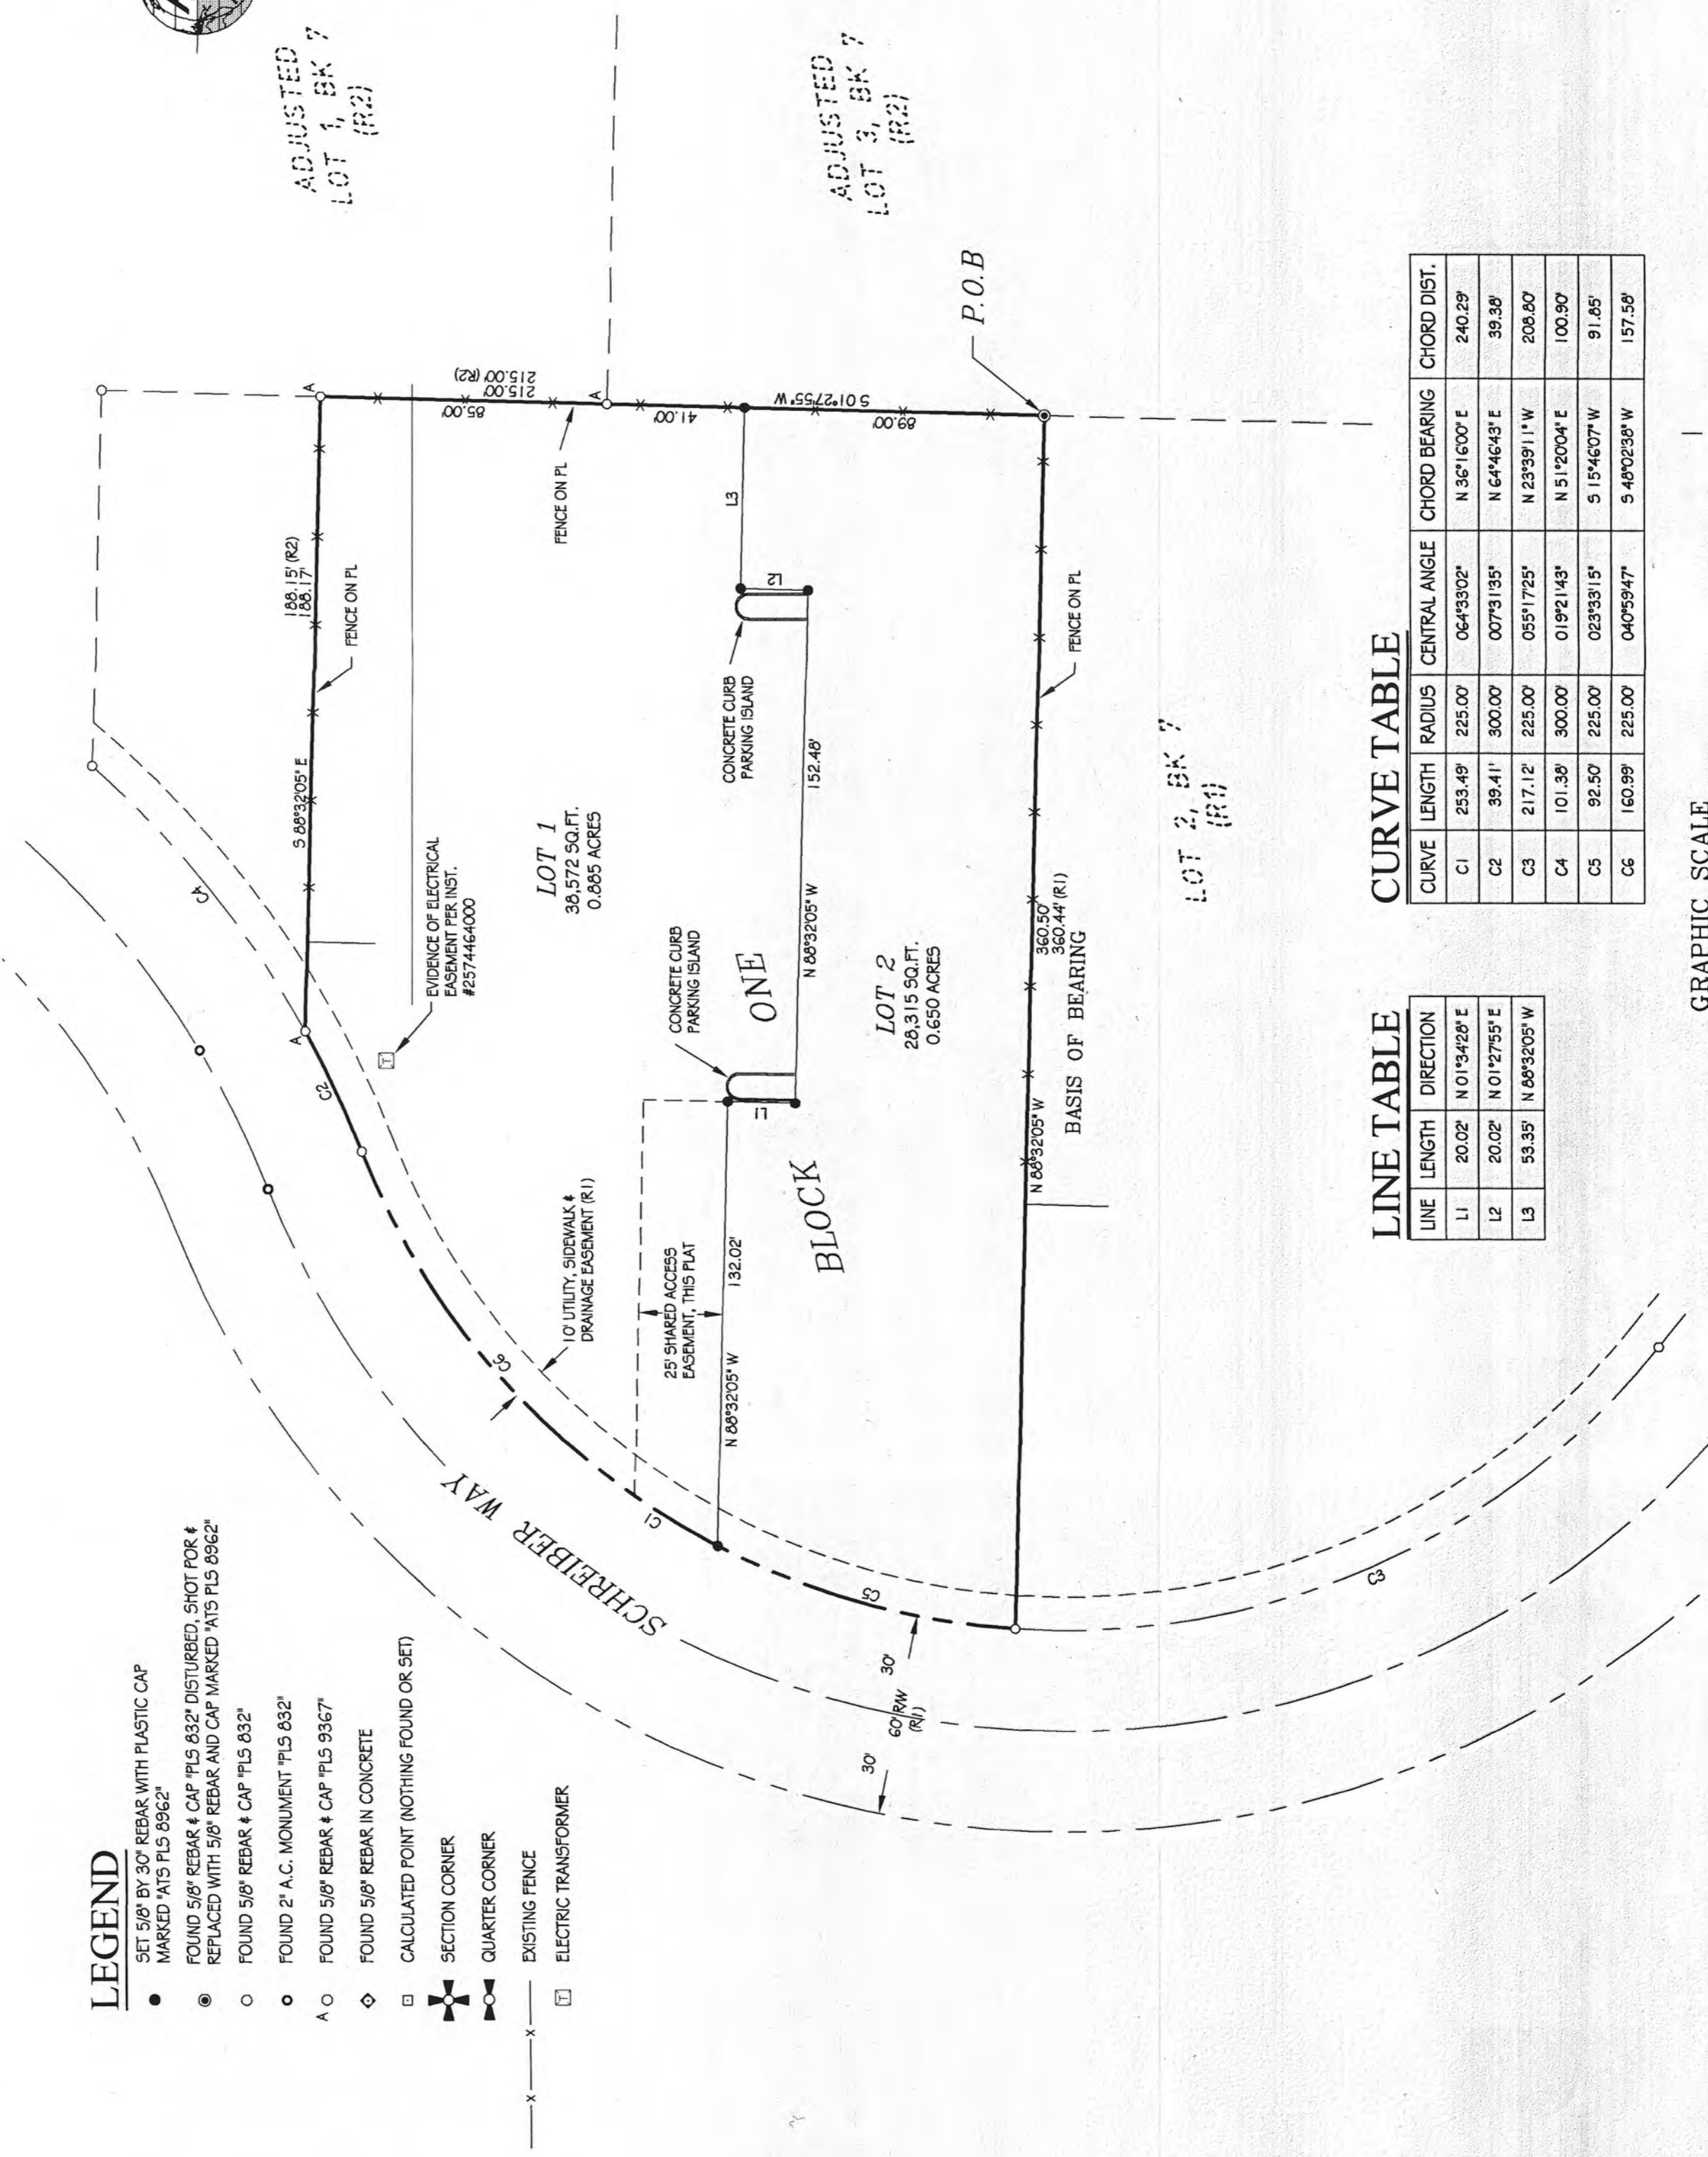 LEGEND
SET 5/8" BY 30" REBAR WITH PLASTIC CAP
MARKED "ATS PLS 8962"
FOUND 5/8" REBAR & CAP "PLS 832" DISTURBED, SHOT POR &
REPLACED WITH 5/8" REBAR AND CAP MARKED "ATS PLS 8962"
FOUND 5/8" REBAR & CAP "PLS 832"
FOUND 2" A.C. MONUMENT "PLS 832"
A
FOUND 5/8" REBAR & CAP "PLS 9367"
FOUND 5/8" REBAR IN CONCRETE
CALCULATED POINT (NOTHING FOUND OR SET)
SECTION CORNER
QUARTER CORNER
EXISTING FENCE
T
ELECTRIC TRANSFORMER
ADJUSTED
LOT 1, BK 7
(R2)
ADJUSTED
LOT 3, BK 7
(R2)
C4
A
C2
S 88°32'05" E
188.15' (R2)
188.17'
A
FENCE ON PL
T
EVIDENCE OF ELECTRICAL
EASEMENT PER INST.
#2574464000
85.00'
215.00'
215.00' (R2)
A
FENCE ON PL
LOT 1
38,572 SQ.FT.
0.885 ACRES
41.00'
S 01°27'55" W
89.00'
C6
10' UTILITY, SIDEWALK &
DRAINAGE EASEMENT (R1)
25' SHARED ACCESS
EASEMENT, THIS PLAT
C1
SCHREIBER WAY
N 88°32'05" W
132.02'
CONCRETE CURB
PARKING ISLAND
L1
CONCRETE CURB
PARKING ISLAND
L2
L3
BLOCK ONE
N 88°32'05" W
152.48'
LOT 2
28,315 SQ.FT.
0.650 ACRES
P.O.B
C5
30'
60' R/W
(R1)
30'
N 88°32'05" W
360.50'
360.44' (R1)
BASIS OF BEARING
FENCE ON PL
LOT 2, BK 7
(R1)
C3
LINE TABLE
LINE LENGTH DIRECTION
L1 20.02' N 01°34'28" E
L2 20.02' N 01°27'55" E
L3 53.35' N 88°32'05" W
CURVE TABLE
CURVE LENGTH RADIUS CENTRAL ANGLE CHORD BEARING CHORD DIST.
C1 253.49' 225.00' 064°33'02" N 36°16'00" E 240.29'
C2 39.41' 300.00' 007°31'35" N 64°46'43" E 39.38'
C3 217.12' 225.00' 055°17'25" N 23°39'11" W 208.80'
C4 101.38' 300.00' 019°21'43" N 51°20'04" E 100.90'
C5 92.50' 225.00' 023°33'15" S 15°46'07" W 91.85'
C6 160.99' 225.00' 040°59'47" S 48°02'38" W 157.58'
GRAPHIC SCALE